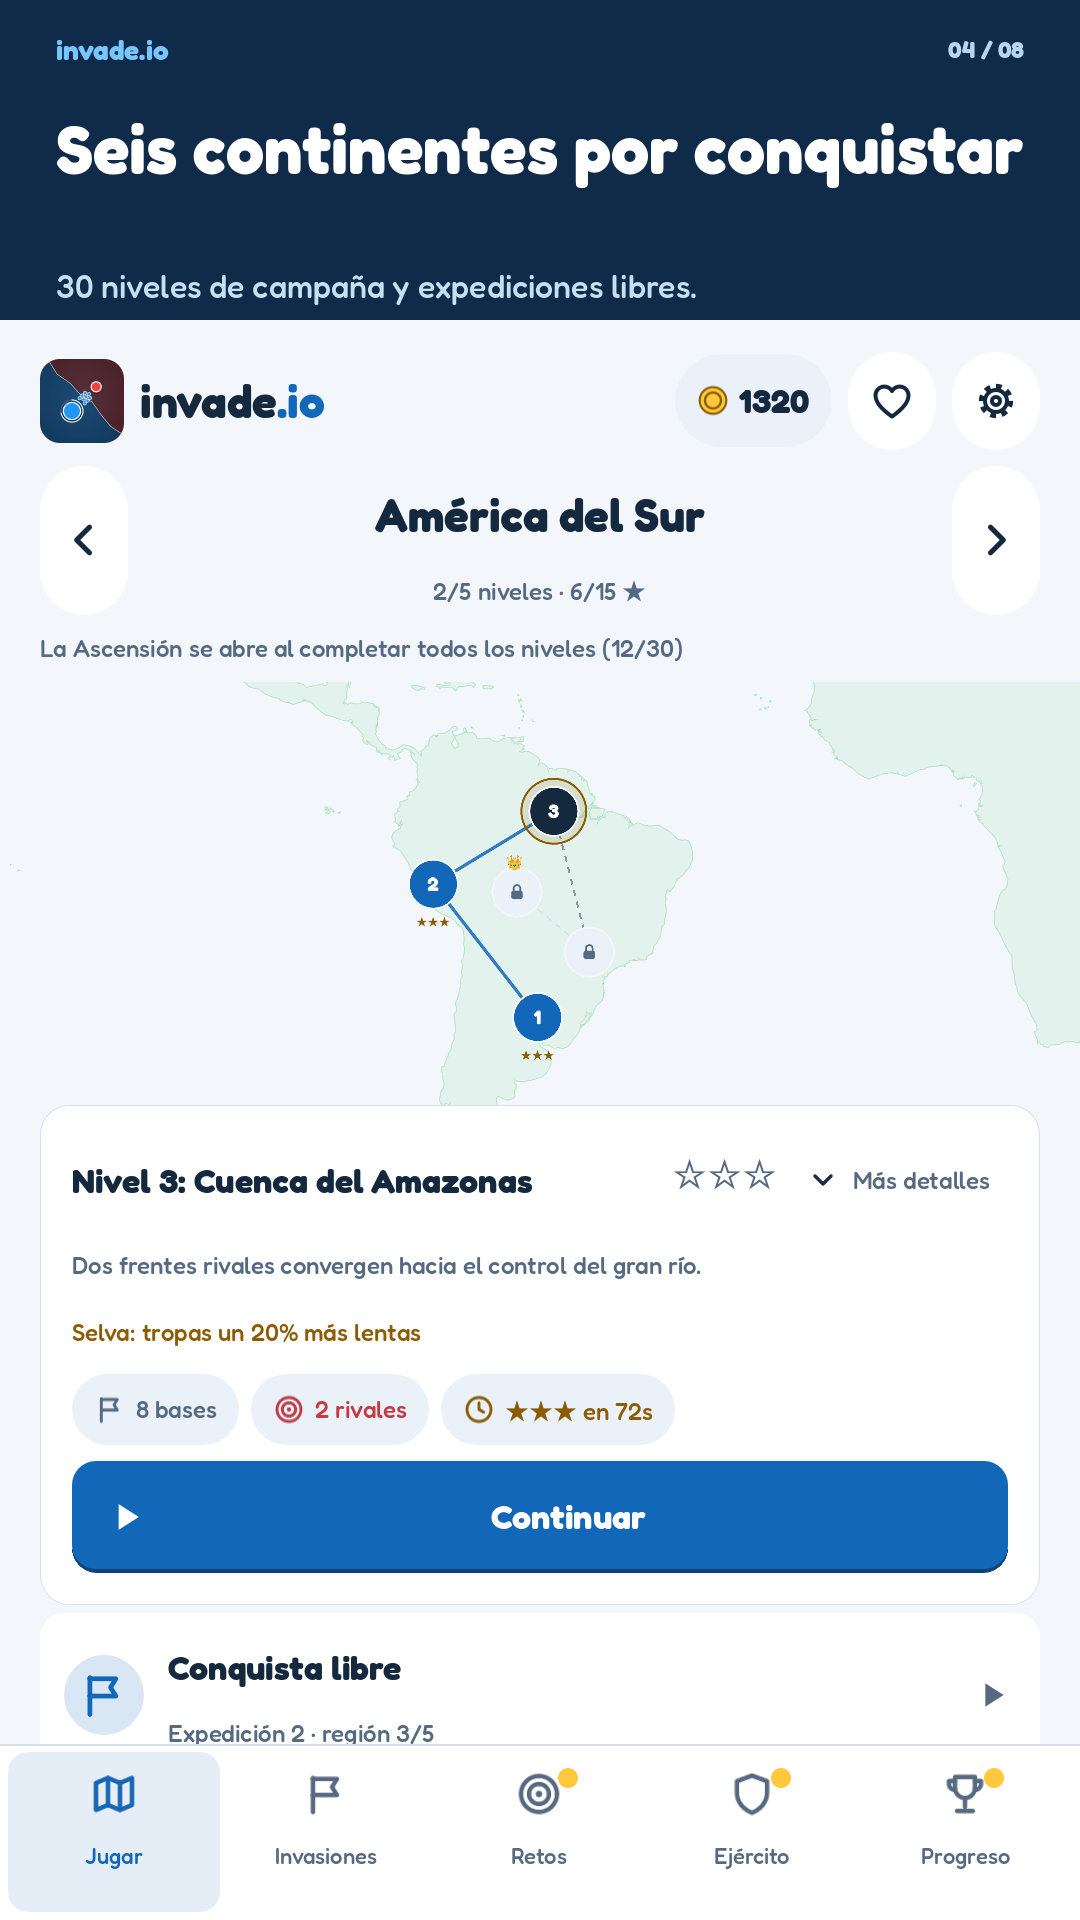 invade.io
04 / 08
Seis continentes por conquistar
30 niveles de campaña y expediciones libres.
invade.io
1320
América del Sur
2/5 niveles · 6/15 ★
La Ascensión se abre al completar todos los niveles (12/30)
3
2
★★★
1
★★★
Nivel 3: Cuenca del Amazonas
☆☆☆
Más detalles
Dos frentes rivales convergen hacia el control del gran río.
Selva: tropas un 20% más lentas
8 bases
2 rivales
★★★ en 72s
Continuar
Conquista libre
Expedición 2 · región 3/5
Jugar
Invasiones
Retos
Ejército
Progreso